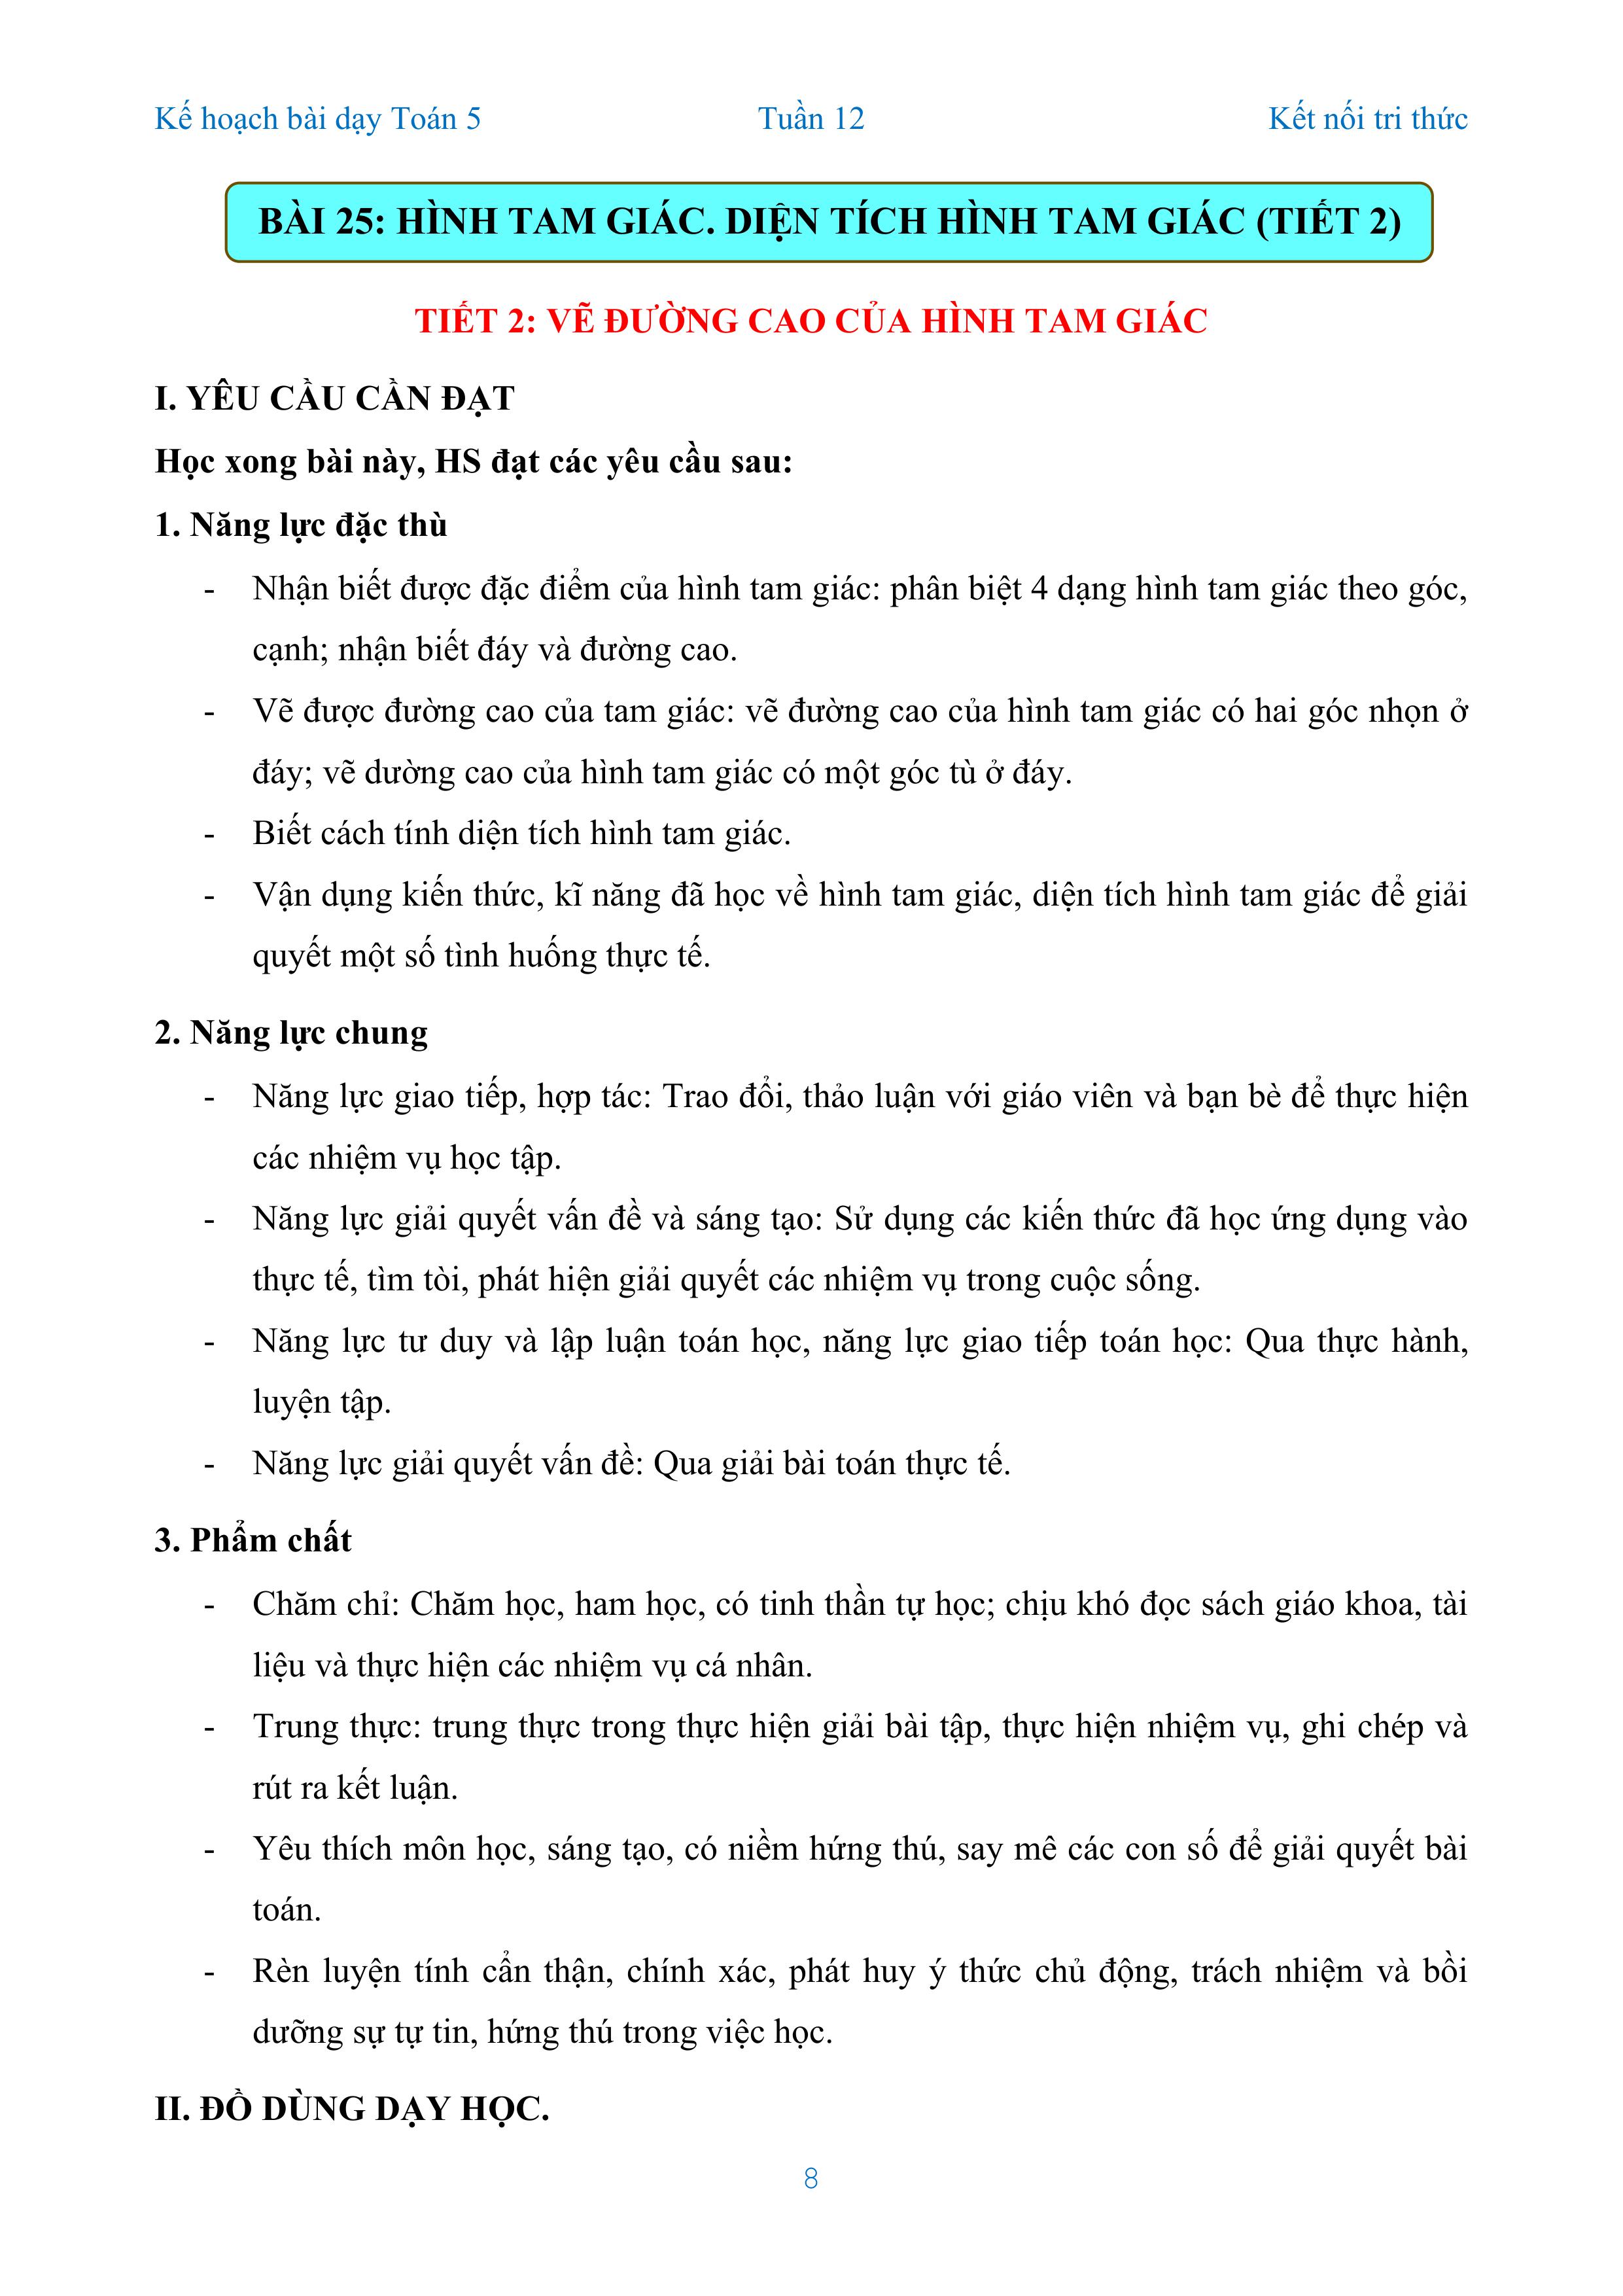 Kế hoạch bài dạy Toán 5 Tuần 12 Kết nối tri thức
BÀI 25: HÌNH TAM GIÁC. DIỆN TÍCH HÌNH TAM GIÁC (TIẾT 2)
TIẾT 2: VẼ ĐƯỜNG CAO CỦA HÌNH TAM GIÁC
I. YÊU CẦU CẦN ĐẠT
Học xong bài này, HS đạt các yêu cầu sau:
1. Năng lực đặc thù
- Nhận biết được đặc điểm của hình tam giác: phân biệt 4 dạng hình tam giác theo góc,
cạnh; nhận biết đáy và đường cao.
- Vẽ được đường cao của tam giác: vẽ đường cao của hình tam giác có hai góc nhọn ở
đáy; vẽ dường cao của hình tam giác có một góc tù ở đáy.
- Biết cách tính diện tích hình tam giác.
- Vận dụng kiến thức, kĩ năng đã học về hình tam giác, diện tích hình tam giác để giải
quyết một số tình huống thực tế.
2. Năng lực chung
- Năng lực giao tiếp, hợp tác: Trao đổi, thảo luận với giáo viên và bạn bè để thực hiện
các nhiệm vụ học tập.
- Năng lực giải quyết vấn đề và sáng tạo: Sử dụng các kiến thức đã học ứng dụng vào
thực tế, tìm tòi, phát hiện giải quyết các nhiệm vụ trong cuộc sống.
- Năng lực tư duy và lập luận toán học, năng lực giao tiếp toán học: Qua thực hành,
luyện tập.
- Năng lực giải quyết vấn đề: Qua giải bài toán thực tế.
3. Phẩm chất
- Chăm chỉ: Chăm học, ham học, có tinh thần tự học; chịu khó đọc sách giáo khoa, tài
liệu và thực hiện các nhiệm vụ cá nhân.
- Trung thực: trung thực trong thực hiện giải bài tập, thực hiện nhiệm vụ, ghi chép và
rút ra kết luận.
- Yêu thích môn học, sáng tạo, có niềm hứng thú, say mê các con số để giải quyết bài
toán.
- Rèn luyện tính cẩn thận, chính xác, phát huy ý thức chủ động, trách nhiệm và bồi
dưỡng sự tự tin, hứng thú trong việc học.
II. ĐỒ DÙNG DẠY HỌC.
8